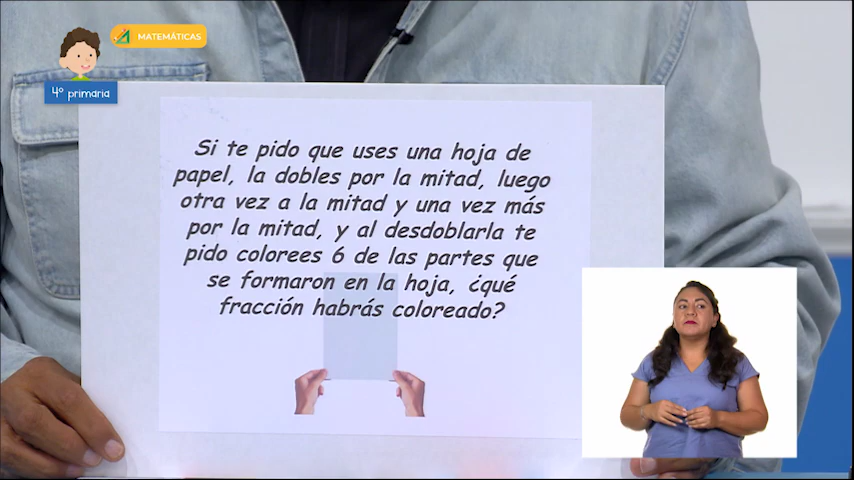 MATEMÁTICAS
4º primaria
Si te pido que uses una hoja de
papel, la dobles por la mitad, luego
otra vez a la mitad y una vez más
por la mitad, y al desdoblarla te
pido colorees 6 de las partes que
se formaron en la hoja, ¿qué
fracción habrás coloreado?